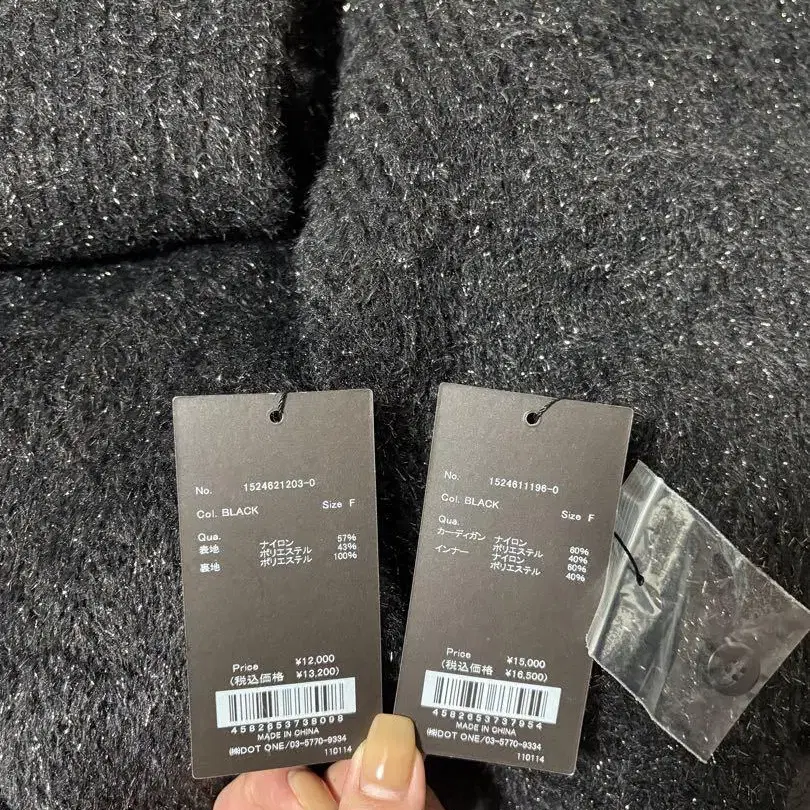 No. 1524621203-0
Col. BLACK Size F
Qua.
表地 ナイロン 57%
ポリエステル 43%
裏地 ポリエステル 100%
Price ¥12,000
(税込価格 ¥13,200)
4582653738098
MADE IN CHINA
㈱DOT ONE/03-5770-9334
110114
No. 1524611196-0
Col. BLACK Size F
Qua.
カーディガン ナイロン 60%
ポリエステル 40%
インナー ナイロン 60%
ポリエステル 40%
Price ¥15,000
(税込価格 ¥16,500)
4582653737954
MADE IN CHINA
㈱DOT ONE/03-5770-9334
110114